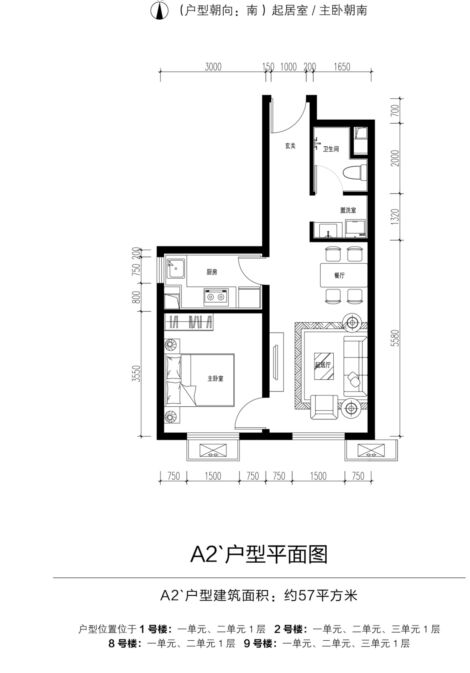 （户型朝向：南）起居室 / 主卧朝南
3000 150 1000 200 1650
700
玄关
卫生间
2000
盥洗室
1320
200
750
厨房
餐厅
800
5580
起居厅
主卧室
3550
750 1500 750 750 1500 750
A2`户型平面图
A2`户型建筑面积：约57平方米
户型位置位于 1号楼：一单元、二单元 1 层 2号楼：一单元、二单元、三单元 1 层
8号楼：一单元、二单元 1 层 9号楼：一单元、二单元、三单元 1 层